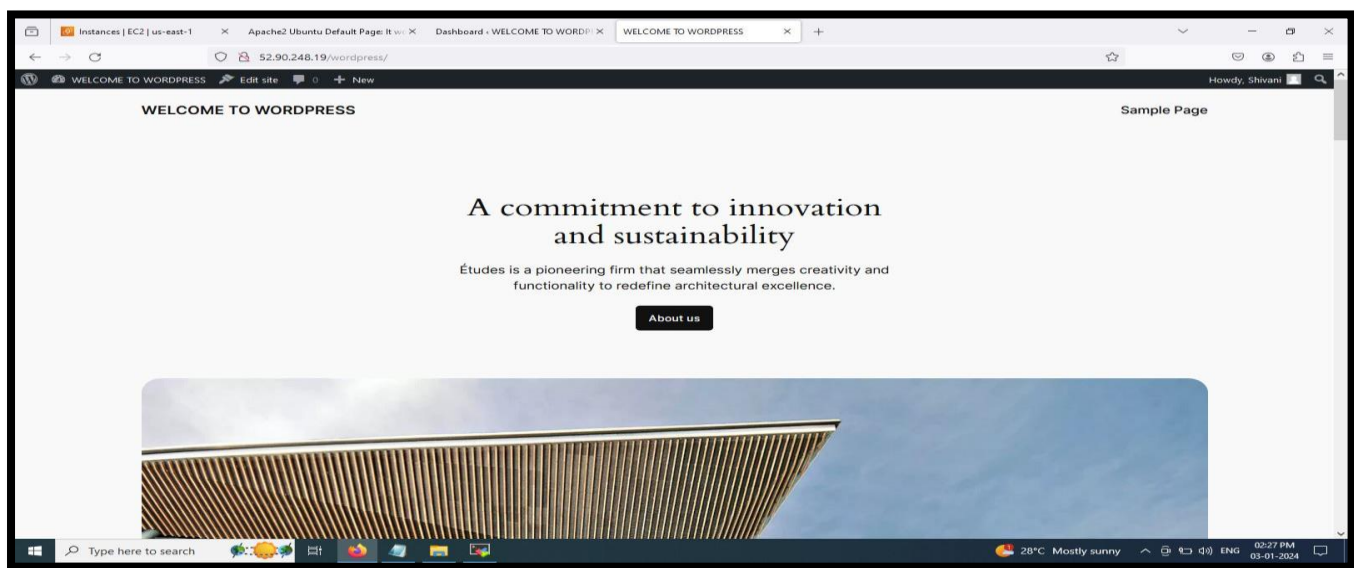 Instances | EC2 | us-east-1
Apache2 Ubuntu Default Page: It w
Dashboard ‹ WELCOME TO WORDP
WELCOME TO WORDPRESS
52.90.248.19/wordpress/
WELCOME TO WORDPRESS
Edit site
0
New
Howdy, Shivani
WELCOME TO WORDPRESS
Sample Page
A commitment to innovation
and sustainability
Études is a pioneering firm that seamlessly merges creativity and
functionality to redefine architectural excellence.
About us
Type here to search
28°C Mostly sunny
ENG
02:27 PM
03-01-2024